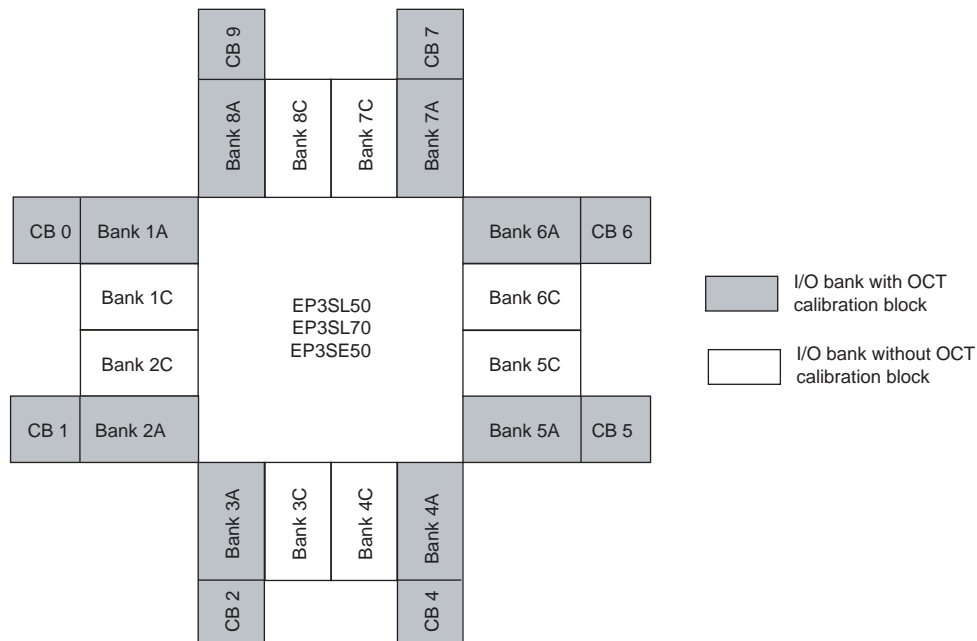 CB 9
CB 7
Bank 8A
Bank 8C
Bank 7C
Bank 7A
CB 0
Bank 1A
Bank 6A
CB 6
Bank 1C
Bank 6C
Bank 2C
Bank 5C
CB 1
Bank 2A
Bank 5A
CB 5
EP3SL50
EP3SL70
EP3SE50
Bank 3A
Bank 3C
Bank 4C
Bank 4A
CB 2
CB 4
I/O bank with OCT
calibration block
I/O bank without OCT
calibration block